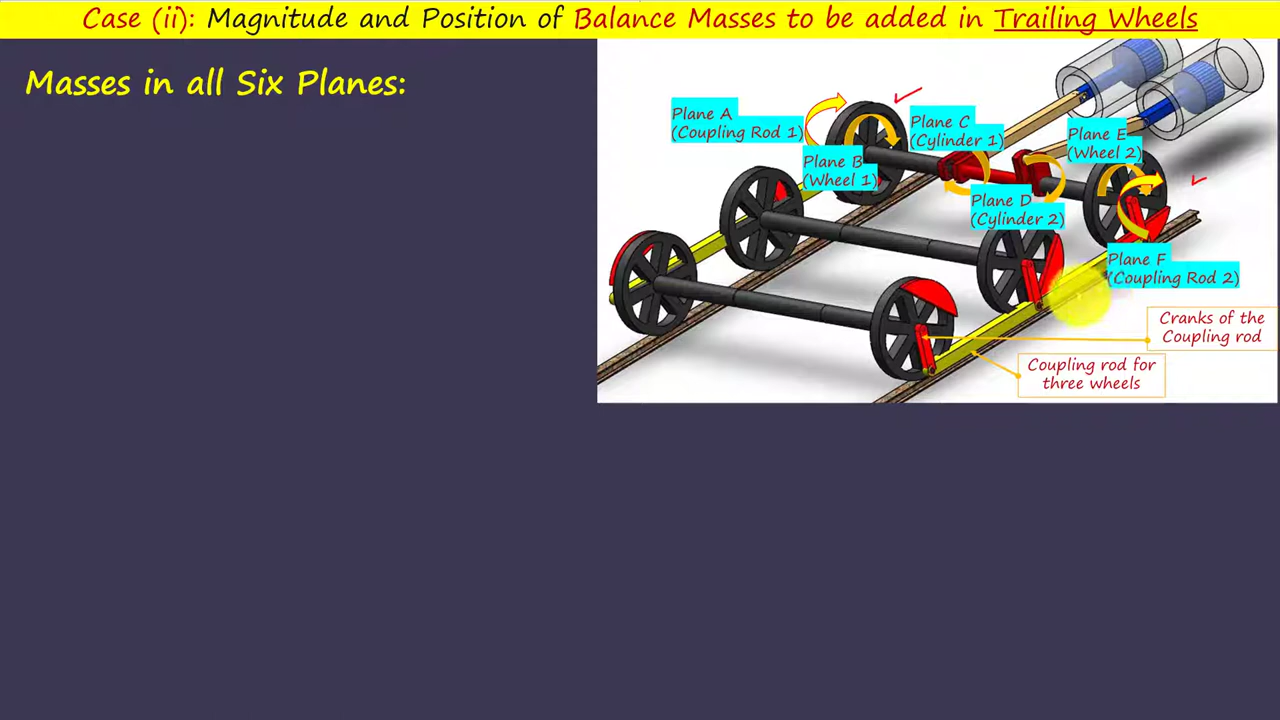 Case (ii): Magnitude and Position of Balance Masses to be added in Trailing Wheels
Masses in all Six Planes:
Plane A
(Coupling Rod 1)
Plane B
(Wheel 1)
Plane C
(Cylinder 1)
Plane D
(Cylinder 2)
Plane E
(Wheel 2)
Plane F
(Coupling Rod 2)
Cranks of the
Coupling rod
Coupling rod for
three wheels